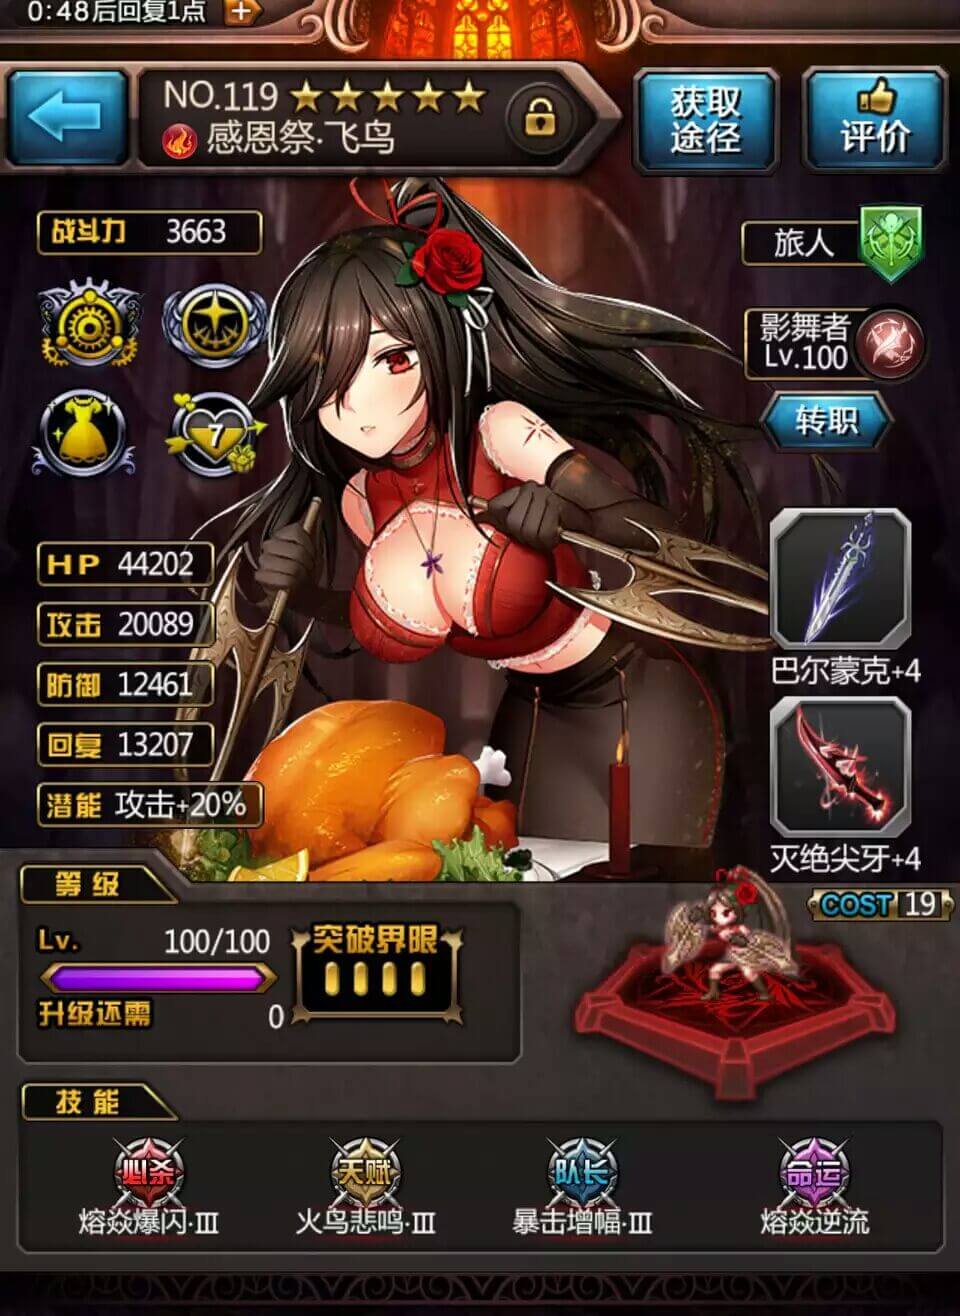 0:48后回复1点
NO.119
感恩祭·飞鸟
获取
途径
评价
战斗力 3663
旅人
影舞者
Lv.100
转职
7
HP 44202
攻击 20089
防御 12461
回复 13207
潜能 攻击+20%
巴尔蒙克+4
灭绝尖牙+4
等级
COST 19
Lv. 100/100
突破界限
升级还需 0
技能
必杀 天赋 队长 命运
熔焱爆闪·III 火鸟悲鸣·III 暴击增幅·III 熔焱逆流